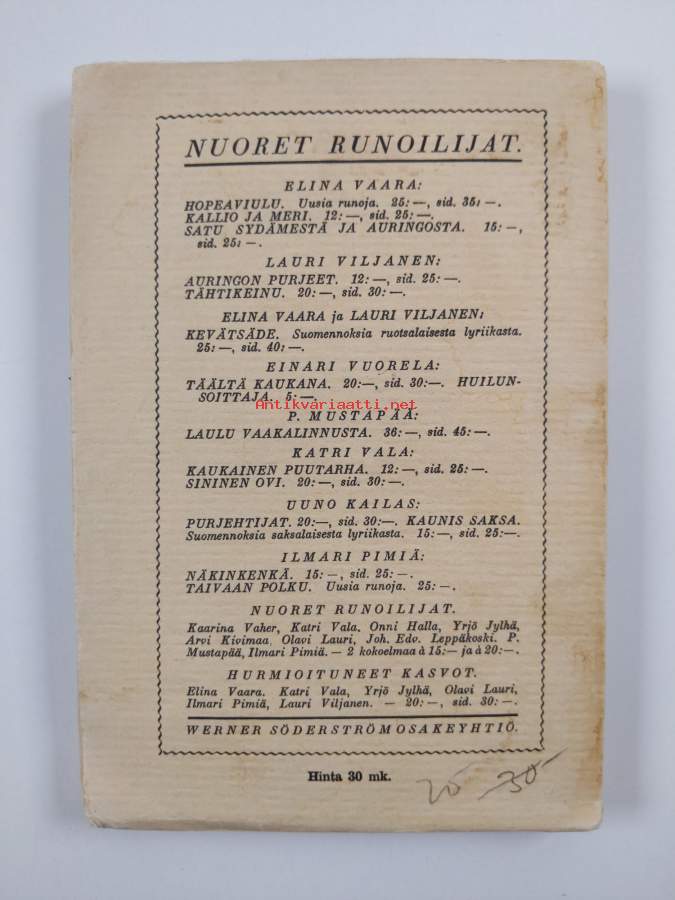 NUORET RUNOILIJAT.
ELINA VAARA:
HOPEAVIULU. Uusia runoja. 25: —, sid. 35: —.
KALLIO JA MERI. 12: —, sid. 25: —.
SATU SYDÄMESTÄ JA AURINGOSTA. 15: —,
sid. 25: —.
LAURI VILJANEN:
AURINGON PURJEET. 12: —, sid. 25: —.
TÄHTIKEINU. 20: —, sid. 30: —.
ELINA VAARA ja LAURI VILJANEN:
KEVÄTSÄDE. Suomennoksia ruotsalaisesta lyriikasta.
25: —, sid. 40: —.
EINARI VUORELA:
TÄÄLTÄ KAUKANA. 20:—, sid. 30:—. HUILUN-
SOITTAJA. 5:—.
Antikvariaatti.net
P. MUSTAPÄÄ:
LAULU VAAKALINNUSTA. 36: —, sid. 45: —.
KATRI VALA:
KAUKAINEN PUUTARHA. 12: —, sid. 25: —.
SININEN OVI. 20: —, sid. 30: —.
UUNO KAILAS:
PURJEHTIJAT. 20:—, sid. 30:—. KAUNIS SAKSA.
Suomennoksia saksalaisesta lyriikasta. 15: —, sid. 25:—.
ILMARI PIMIÄ:
NÄKINKENKÄ. 15: —, sid. 25: —.
TAIVAAN POLKU. Uusia runoja. 25: —.
NUORET RUNOILIJAT.
Kaarina Vaher, Katri Vala, Onni Halla, Yrjö Jylhä,
Arvi Kivimaa, Olavi Lauri, Joh. Edv. Leppäkoski. P.
Mustapää, Ilmari Pimiä. — 2 kokoelmaa à 15:— ja à 20:—.
HURMIOITUNEET KASVOT.
Elina Vaara. Katri Vala, Yrjö Jylhä, Olavi Lauri,
Ilmari Pimiä, Lauri Viljanen. — 20: —, sid. 30: —.
WERNER SÖDERSTRÖM OSAKEYHTIÖ.
Hinta 30 mk.
20 30-